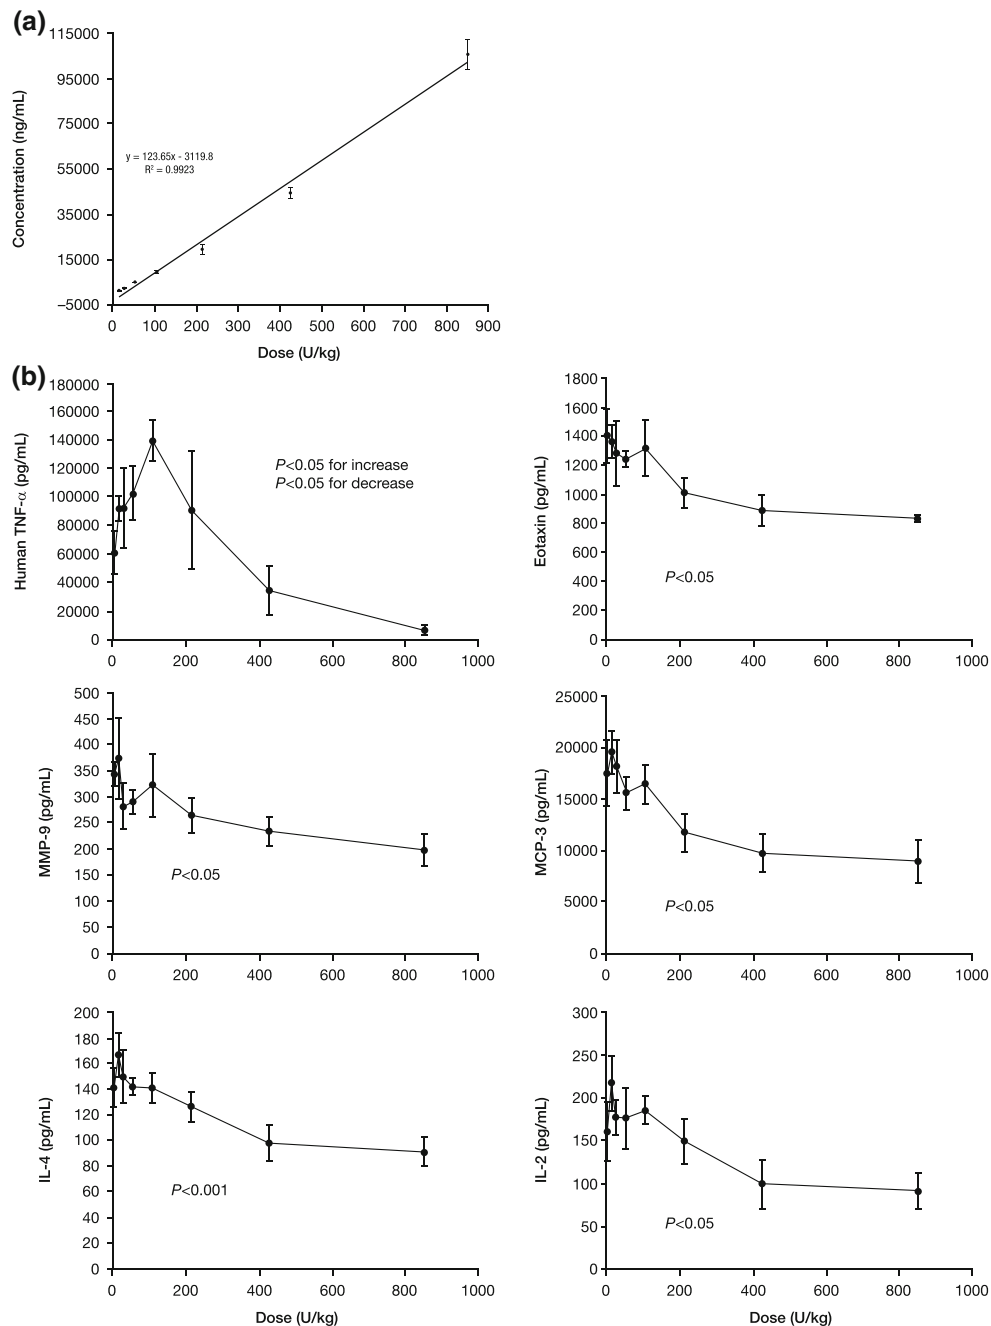 (a)
115000
95000
75000
55000
35000
15000
–5000
Concentration (ng/mL)
y = 123.65x - 3119.8
R² = 0.9923
0 100 200 300 400 500 600 700 800 900
Dose (U/kg)
(b)
180000
160000
140000
120000
100000
80000
60000
40000
20000
0
Human TNF-α (pg/mL)
P<0.05 for increase
P<0.05 for decrease
0 200 400 600 800 1000
1800
1600
1400
1200
1000
800
600
400
200
0
Eotaxin (pg/mL)
P<0.05
0 200 400 600 800 1000
500
450
400
350
300
250
200
150
100
50
0
MMP-9 (pg/mL)
P<0.05
0 200 400 600 800 1000
25000
20000
15000
10000
5000
0
MCP-3 (pg/mL)
P<0.05
0 200 400 600 800 1000
200
180
160
140
120
100
80
60
40
20
0
IL-4 (pg/mL)
P<0.001
0 200 400 600 800 1000
Dose (U/kg)
300
250
200
150
100
50
0
IL-2 (pg/mL)
P<0.05
0 200 400 600 800 1000
Dose (U/kg)